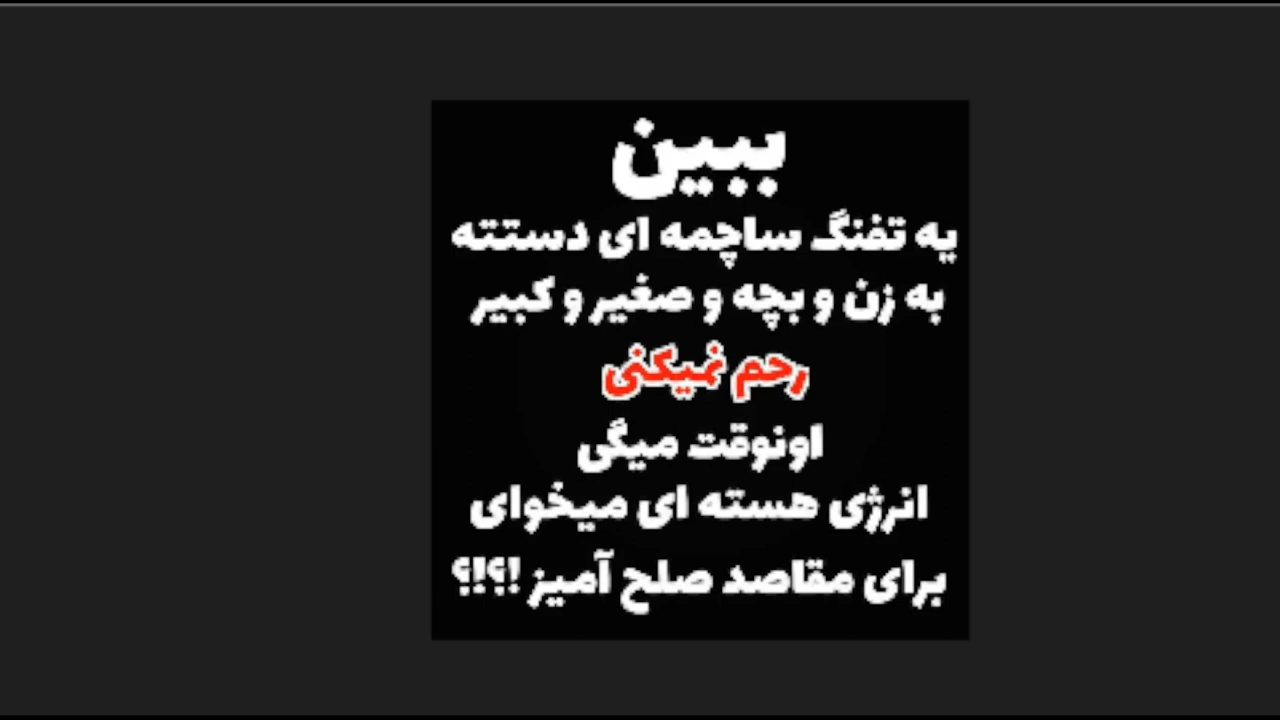 ببین
یه تفنگ ساچمه ای دستته
به زن و بچه و صغیر و کبیر
رحم نمیکنی
اونوقت میگی
انرژی هسته ای میخوای
برای مقاصد صلح آمیز !؟!؟